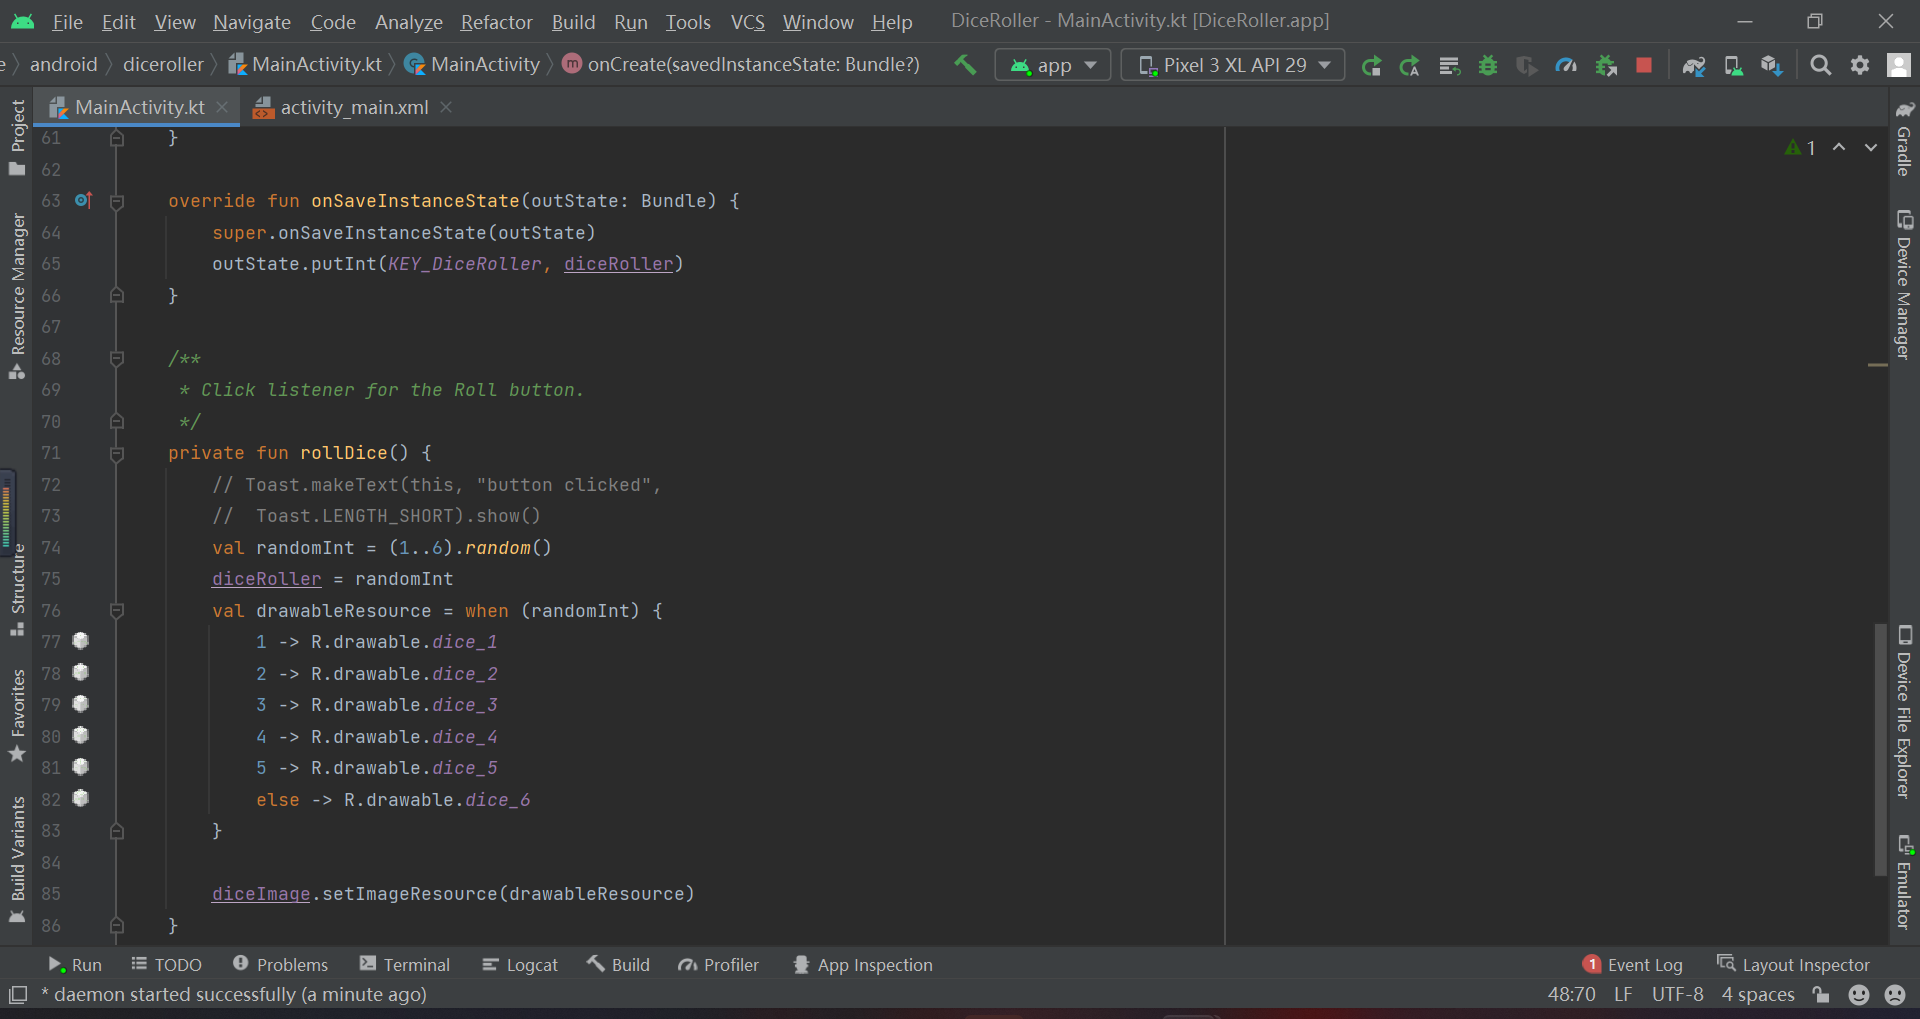 File Edit View Navigate Code Analyze Refactor Build Run Tools VCS Window Help DiceRoller - MainActivity.kt [DiceRoller.app]
e android diceroller MainActivity.kt MainActivity m onCreate(savedInstanceState: Bundle?) app Pixel 3 XL API 29
MainActivity.kt activity_main.xml
Project
Resource Manager
Structure
Favorites
Build Variants
1
61 }
62
63 override fun onSaveInstanceState(outState: Bundle) {
64 super.onSaveInstanceState(outState)
65 outState.putInt(KEY_DiceRoller, diceRoller)
66 }
67
68 /**
69 * Click listener for the Roll button.
70 */
71 private fun rollDice() {
72 // Toast.makeText(this, "button clicked",
73 //  Toast.LENGTH_SHORT).show()
74 val randomInt = (1..6).random()
75 diceRoller = randomInt
76 val drawableResource = when (randomInt) {
77 1 -> R.drawable.dice_1
78 2 -> R.drawable.dice_2
79 3 -> R.drawable.dice_3
80 4 -> R.drawable.dice_4
81 5 -> R.drawable.dice_5
82 else -> R.drawable.dice_6
83 }
84
85 diceImage.setImageResource(drawableResource)
86 }
Gradle
Device Manager
Device File Explorer
Emulator
Run TODO Problems Terminal Logcat Build Profiler App Inspection 1 Event Log Layout Inspector
* daemon started successfully (a minute ago) 48:70 LF UTF-8 4 spaces